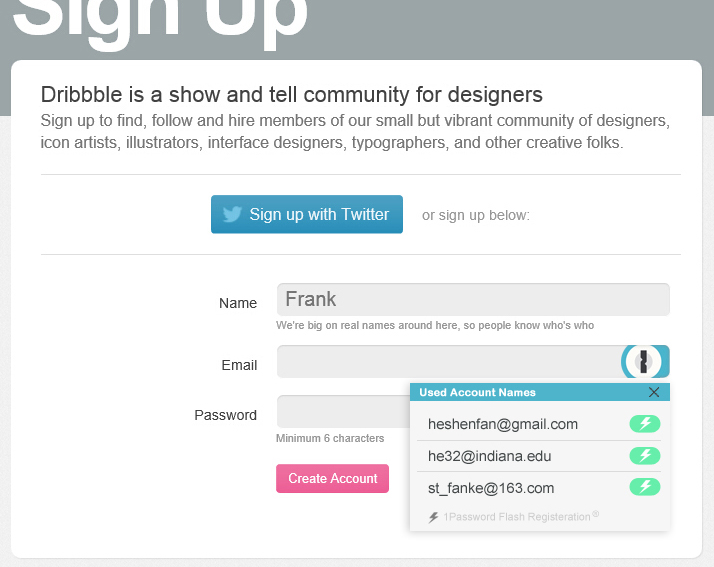 Sign Up
Dribbble is a show and tell community for designers
Sign up to find, follow and hire members of our small but vibrant community of designers,
icon artists, illustrators, interface designers, typographers, and other creative folks.
Sign up with Twitter
or sign up below:
Name
Frank
We're big on real names around here, so people know who's who
Email
Used Account Names
Password
heshenfan@gmail.com
Minimum 6 characters
he32@indiana.edu
Create Account
st_fanke@163.com
1Password Flash Registeration